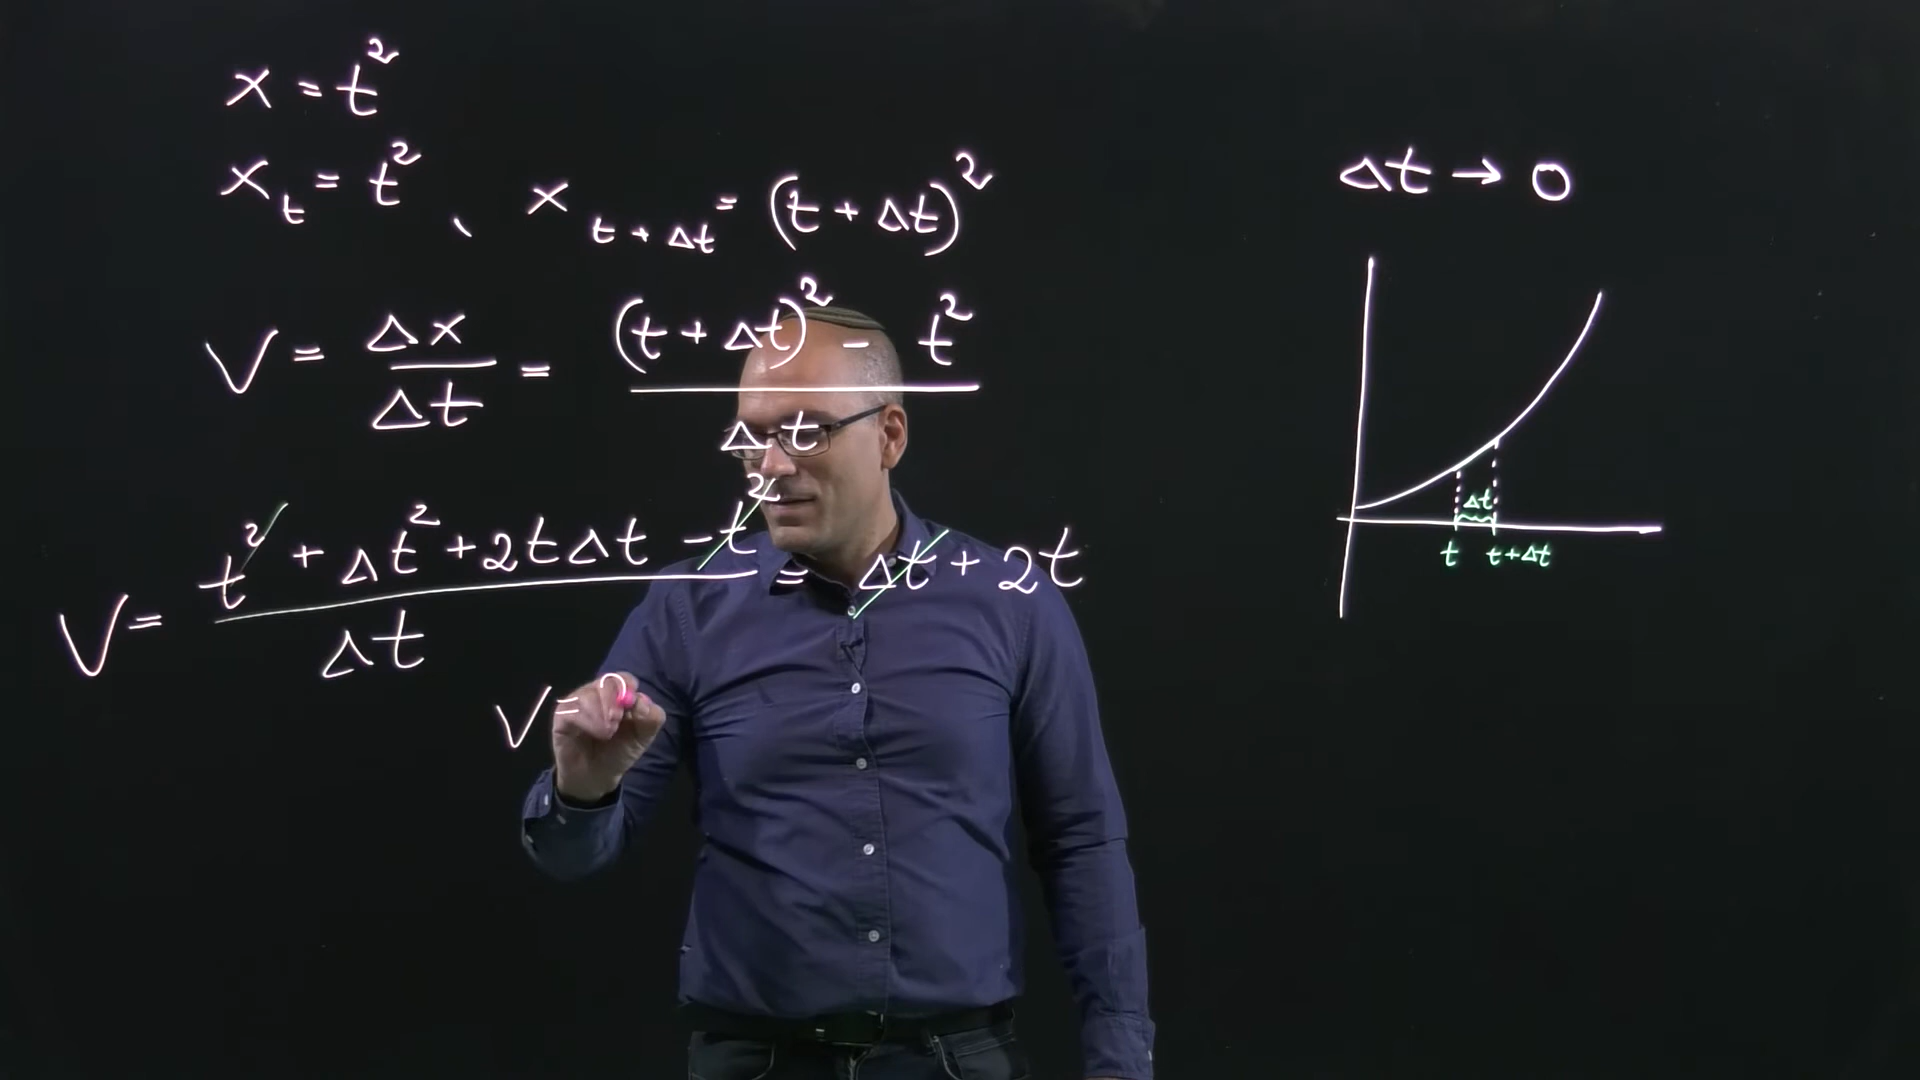 x = t²
x_t = t² , x_{t + Δt} = (t + Δt)²
V = Δx / Δt = ((t + Δt)² - t²) / Δt
V = (t² + Δt² + 2tΔt - t²) / Δt = Δt + 2t
V =
Δt → 0
Δt
t t+Δt